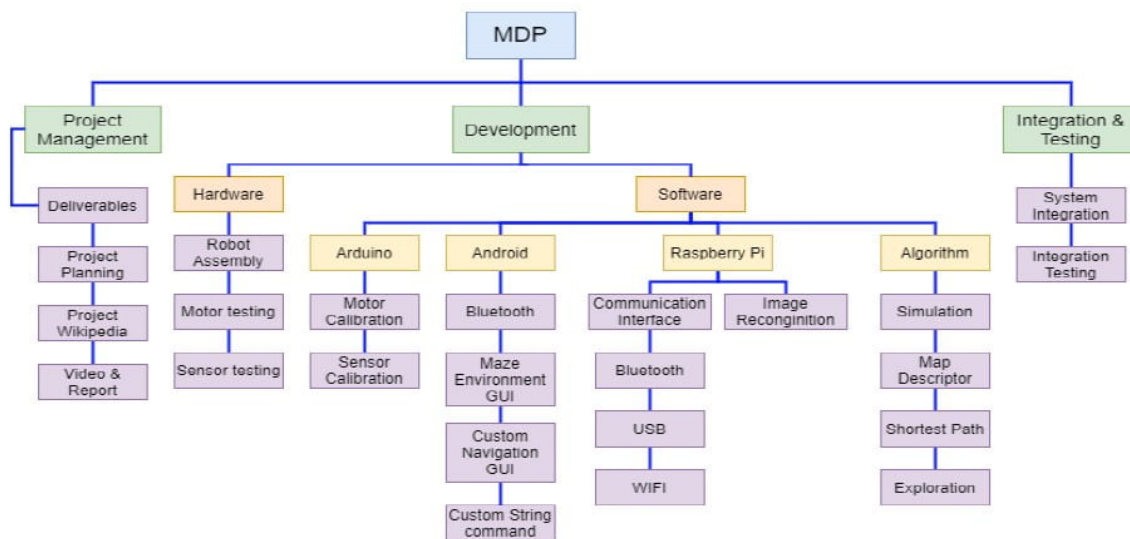 MDP
Project
Management
Development
Integration &
Testing
Deliverables
Project
Planning
Project
Wikipedia
Video &
Report
Hardware
Robot
Assembly
Motor testing
Sensor testing
Software
Arduino
Motor
Calibration
Sensor
Calibration
Android
Bluetooth
Maze
Environment
GUI
Custom
Navigation
GUI
Custom String
command
Raspberry Pi
Communication
Interface
Bluetooth
USB
WIFI
Image
Reconginition
Algorithm
Simulation
Map
Descriptor
Shortest Path
Exploration
System
Integration
Integration
Testing